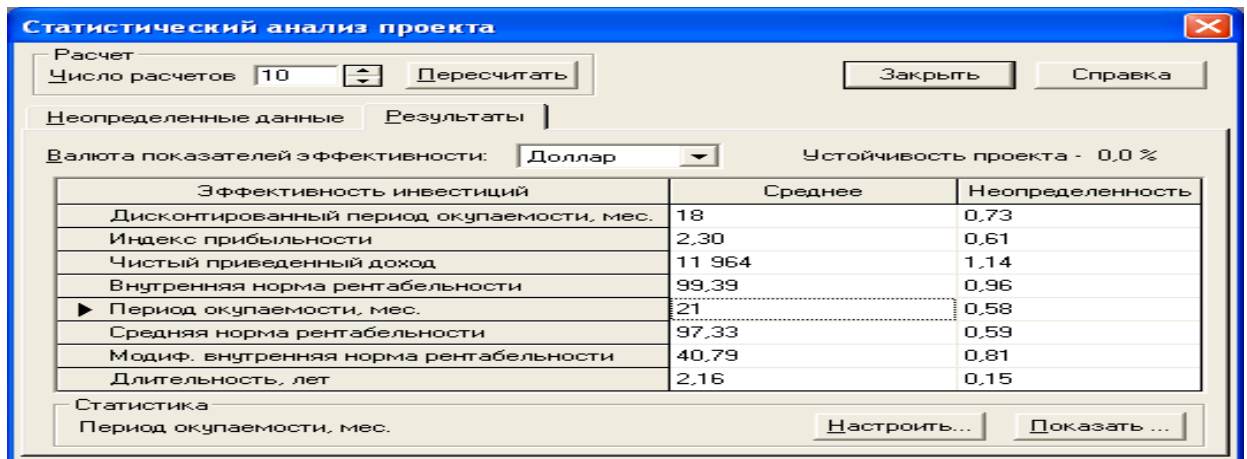 Статистический анализ проекта
Расчет
Число расчетов 10 Пересчитать Закрыть Справка
Неопределенные данные Результаты
Валюта показателей эффективности: Доллар Устойчивость проекта - 0,0 %
Эффективность инвестиций Среднее Неопределенность
Дисконтированный период окупаемости, мес. 18 0,73
Индекс прибыльности 2,30 0,61
Чистый приведенный доход 11 964 1,14
Внутренняя норма рентабельности 99,39 0,96
Период окупаемости, мес. 21 0,58
Средняя норма рентабельности 97,33 0,59
Модиф. внутренняя норма рентабельности 40,79 0,81
Длительность, лет 2,16 0,15
Статистика
Период окупаемости, мес. Настроить... Показать ...